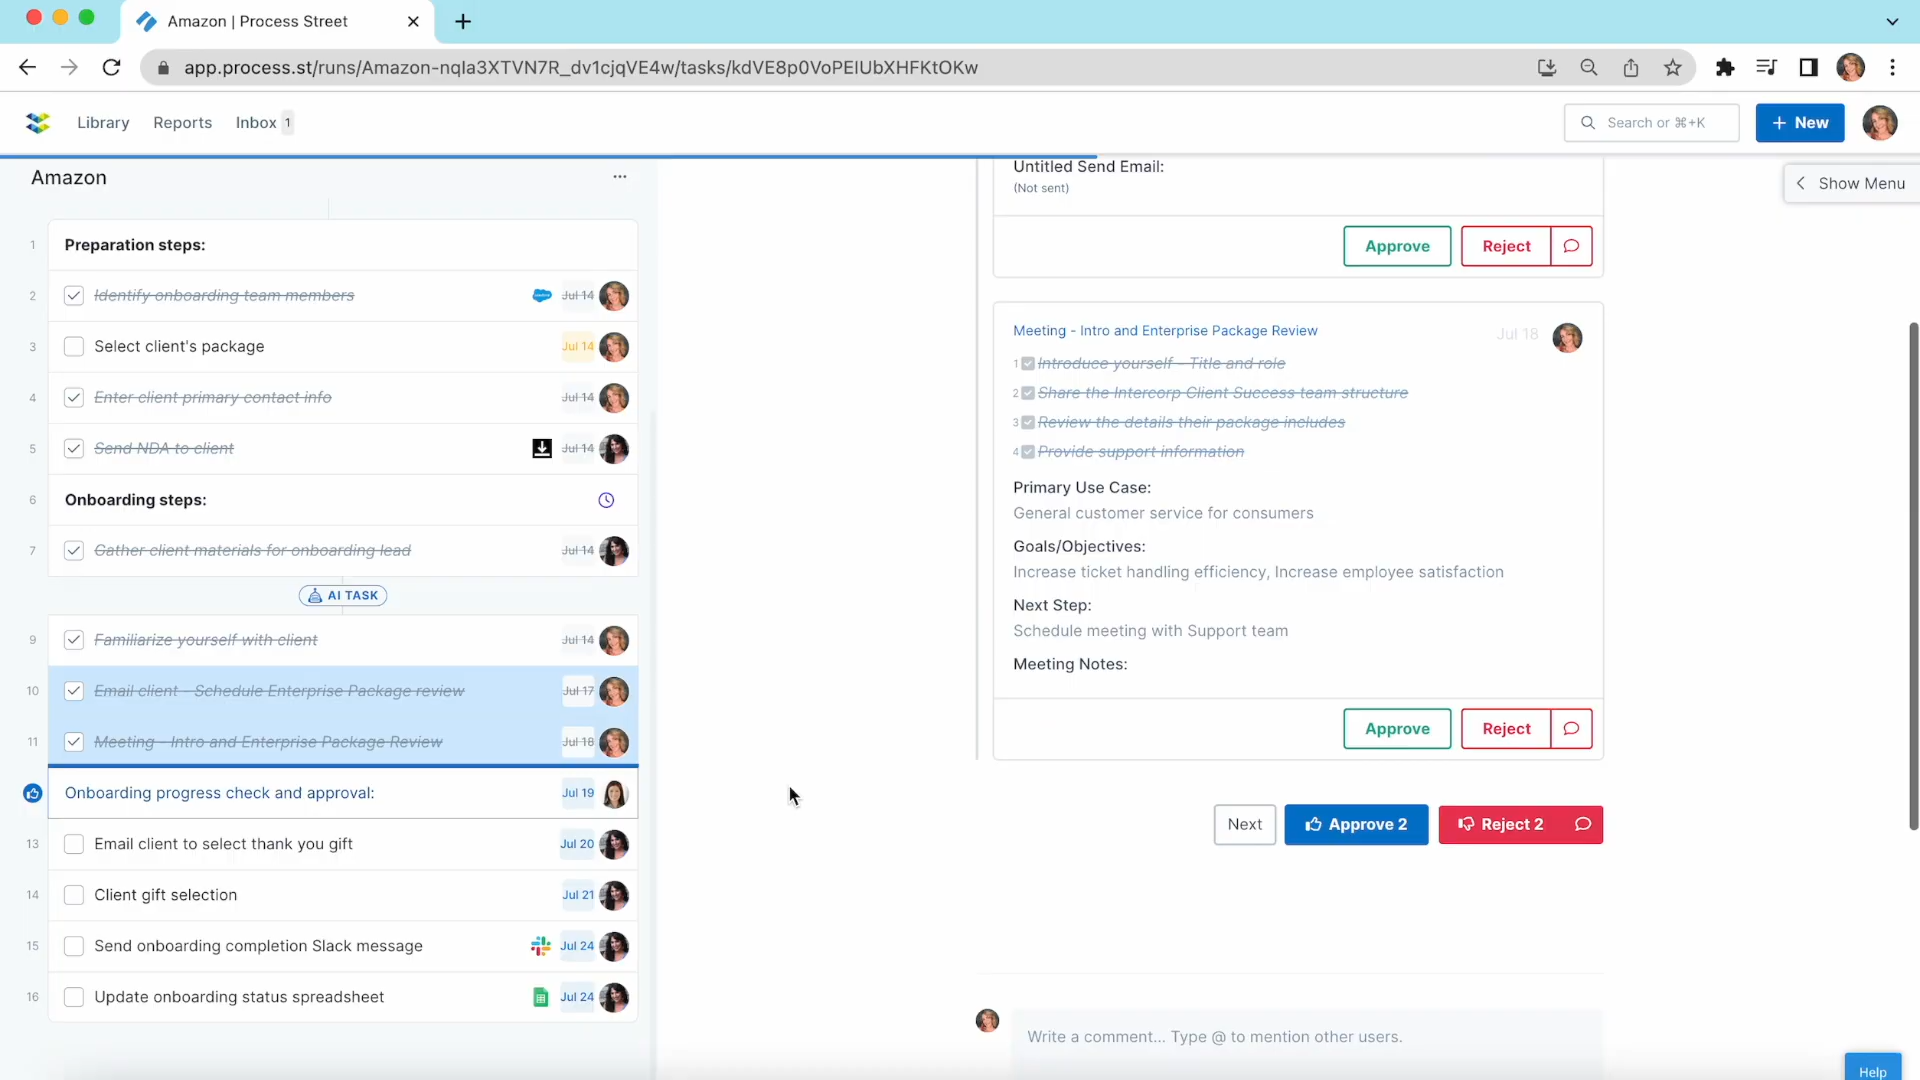 Amazon | Process Street
app.process.st/runs/Amazon-nqIa3XTVN7R_dv1cjqVE4w/tasks/kdVE8p0VoPEIUbXHFKtOKw
Library
Reports
Inbox 1
Search or ⌘+K
+ New
Amazon
...
1 Preparation steps:
2 Identify onboarding team members Jul 14
3 Select client's package Jul 14
4 Enter client primary contact info Jul 14
5 Send NDA to client Jul 14
6 Onboarding steps:
7 Gather client materials for onboarding lead Jul 14
AI TASK
9 Familiarize yourself with client Jul 14
10 Email client - Schedule Enterprise Package review Jul 17
11 Meeting - Intro and Enterprise Package Review Jul 18
Onboarding progress check and approval: Jul 19
13 Email client to select thank you gift Jul 20
14 Client gift selection Jul 21
15 Send onboarding completion Slack message Jul 24
16 Update onboarding status spreadsheet Jul 24
Untitled Send Email:
(Not sent)
Approve
Reject
Show Menu
Meeting - Intro and Enterprise Package Review
Jul 18
1 Introduce yourself - Title and role
2 Share the Intercorp Client Success team structure
3 Review the details their package includes
4 Provide support information
Primary Use Case:
General customer service for consumers
Goals/Objectives:
Increase ticket handling efficiency, Increase employee satisfaction
Next Step:
Schedule meeting with Support team
Meeting Notes:
Approve
Reject
Next
Approve 2
Reject 2
Write a comment... Type @ to mention other users.
Help